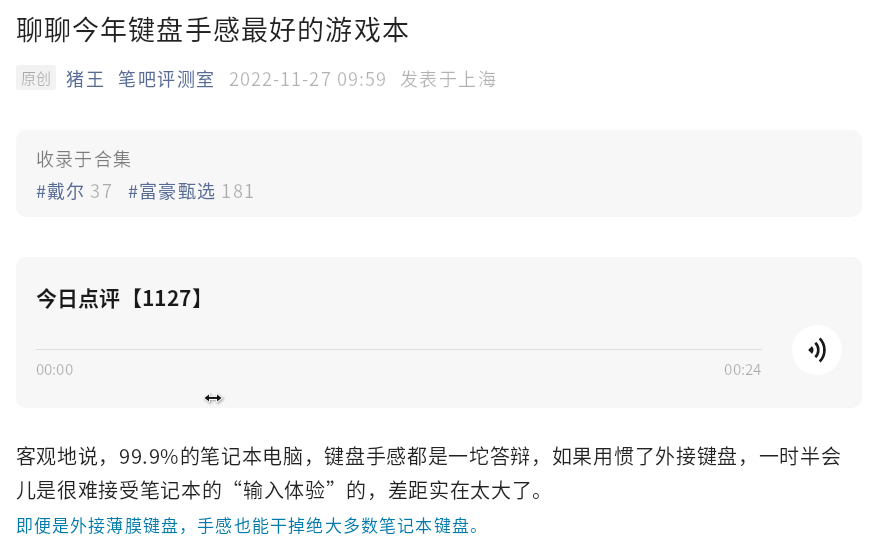 聊聊今年键盘手感最好的游戏本
原创 猪王 笔吧评测室 2022-11-27 09:59 发表于上海
收录于合集
#戴尔 37 #富豪甄选 181
今日点评【1127】
00:00 00:24
客观地说，99.9%的笔记本电脑，键盘手感都是一坨答辩，如果用惯了外接键盘，一时半会
儿是很难接受笔记本的“输入体验”的，差距实在太大了。
即便是外接薄膜键盘，手感也能干掉绝大多数笔记本键盘。